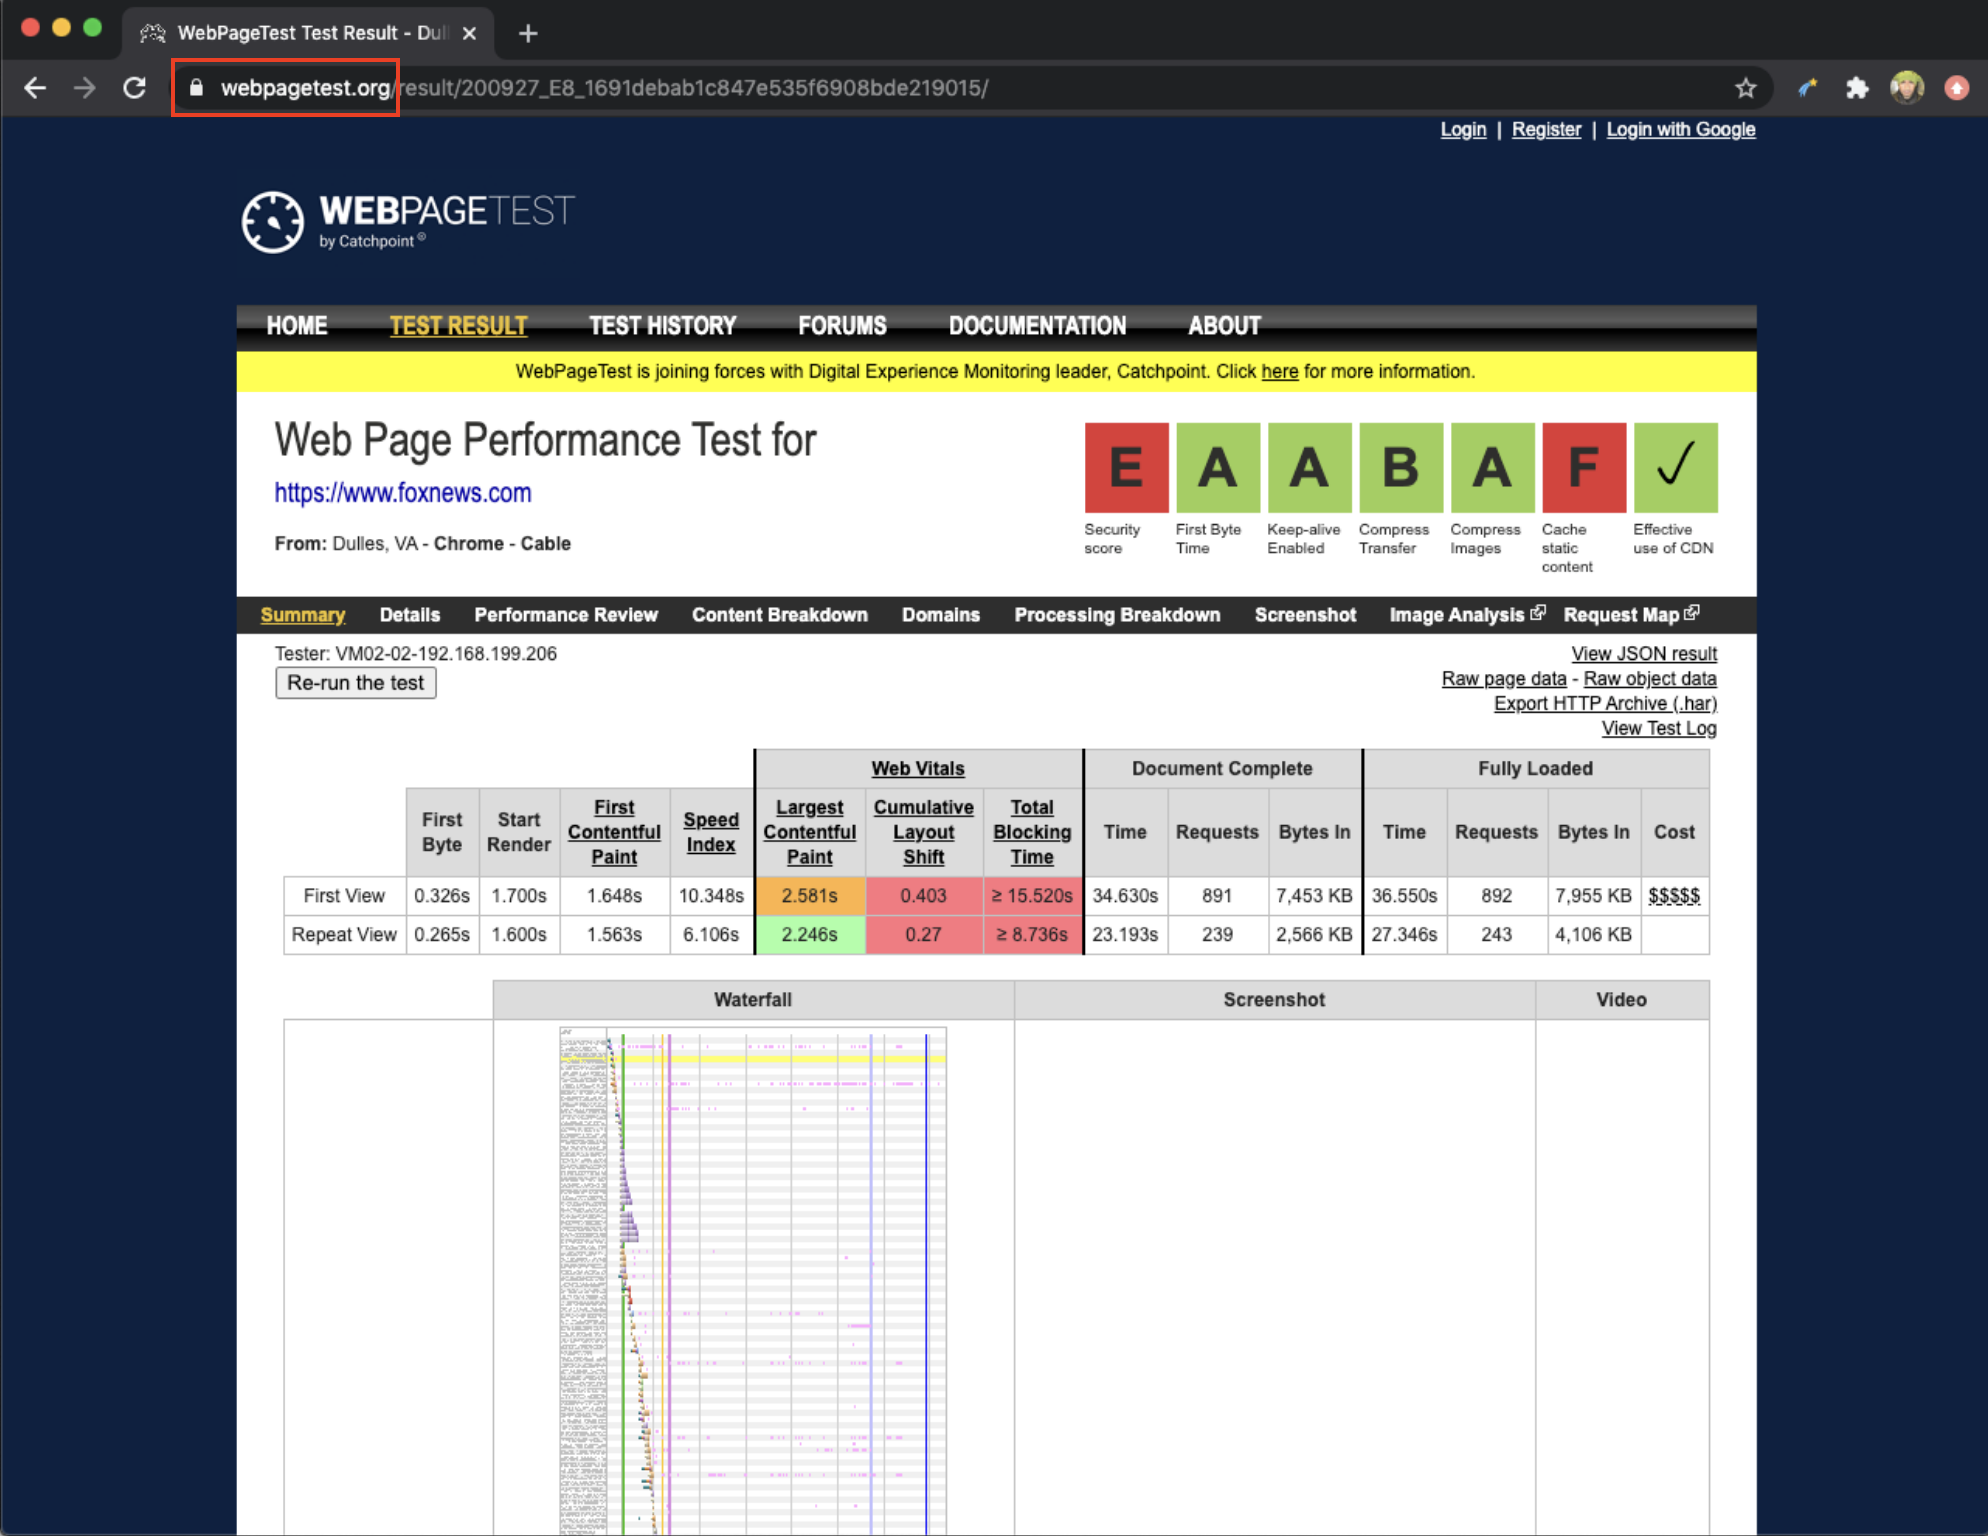 WebPageTest Test Result - Dul
webpagetest.org/result/200927_E8_1691debab1c847e535f6908bde219015/
Login | Register | Login with Google
WEBPAGETEST
by Catchpoint ®
HOME TEST RESULT TEST HISTORY FORUMS DOCUMENTATION ABOUT
WebPageTest is joining forces with Digital Experience Monitoring leader, Catchpoint. Click here for more information.
Web Page Performance Test for
https://www.foxnews.com
From: Dulles, VA - Chrome - Cable
E A A B A F ✓
Security score
First Byte Time
Keep-alive Enabled
Compress Transfer
Compress Images
Cache static content
Effective use of CDN
Summary Details Performance Review Content Breakdown Domains Processing Breakdown Screenshot Image Analysis Request Map
Tester: VM02-02-192.168.199.206
Re-run the test
View JSON result
Raw page data - Raw object data
Export HTTP Archive (.har)
View Test Log
Web Vitals Document Complete Fully Loaded
First Byte Start Render First Contentful Paint Speed Index Largest Contentful Paint Cumulative Layout Shift Total Blocking Time Time Requests Bytes In Time Requests Bytes In Cost
First View 0.326s 1.700s 1.648s 10.348s 2.581s 0.403 ≥ 15.520s 34.630s 891 7,453 KB 36.550s 892 7,955 KB $$$$$
Repeat View 0.265s 1.600s 1.563s 6.106s 2.246s 0.27 ≥ 8.736s 23.193s 239 2,566 KB 27.346s 243 4,106 KB
Waterfall Screenshot Video